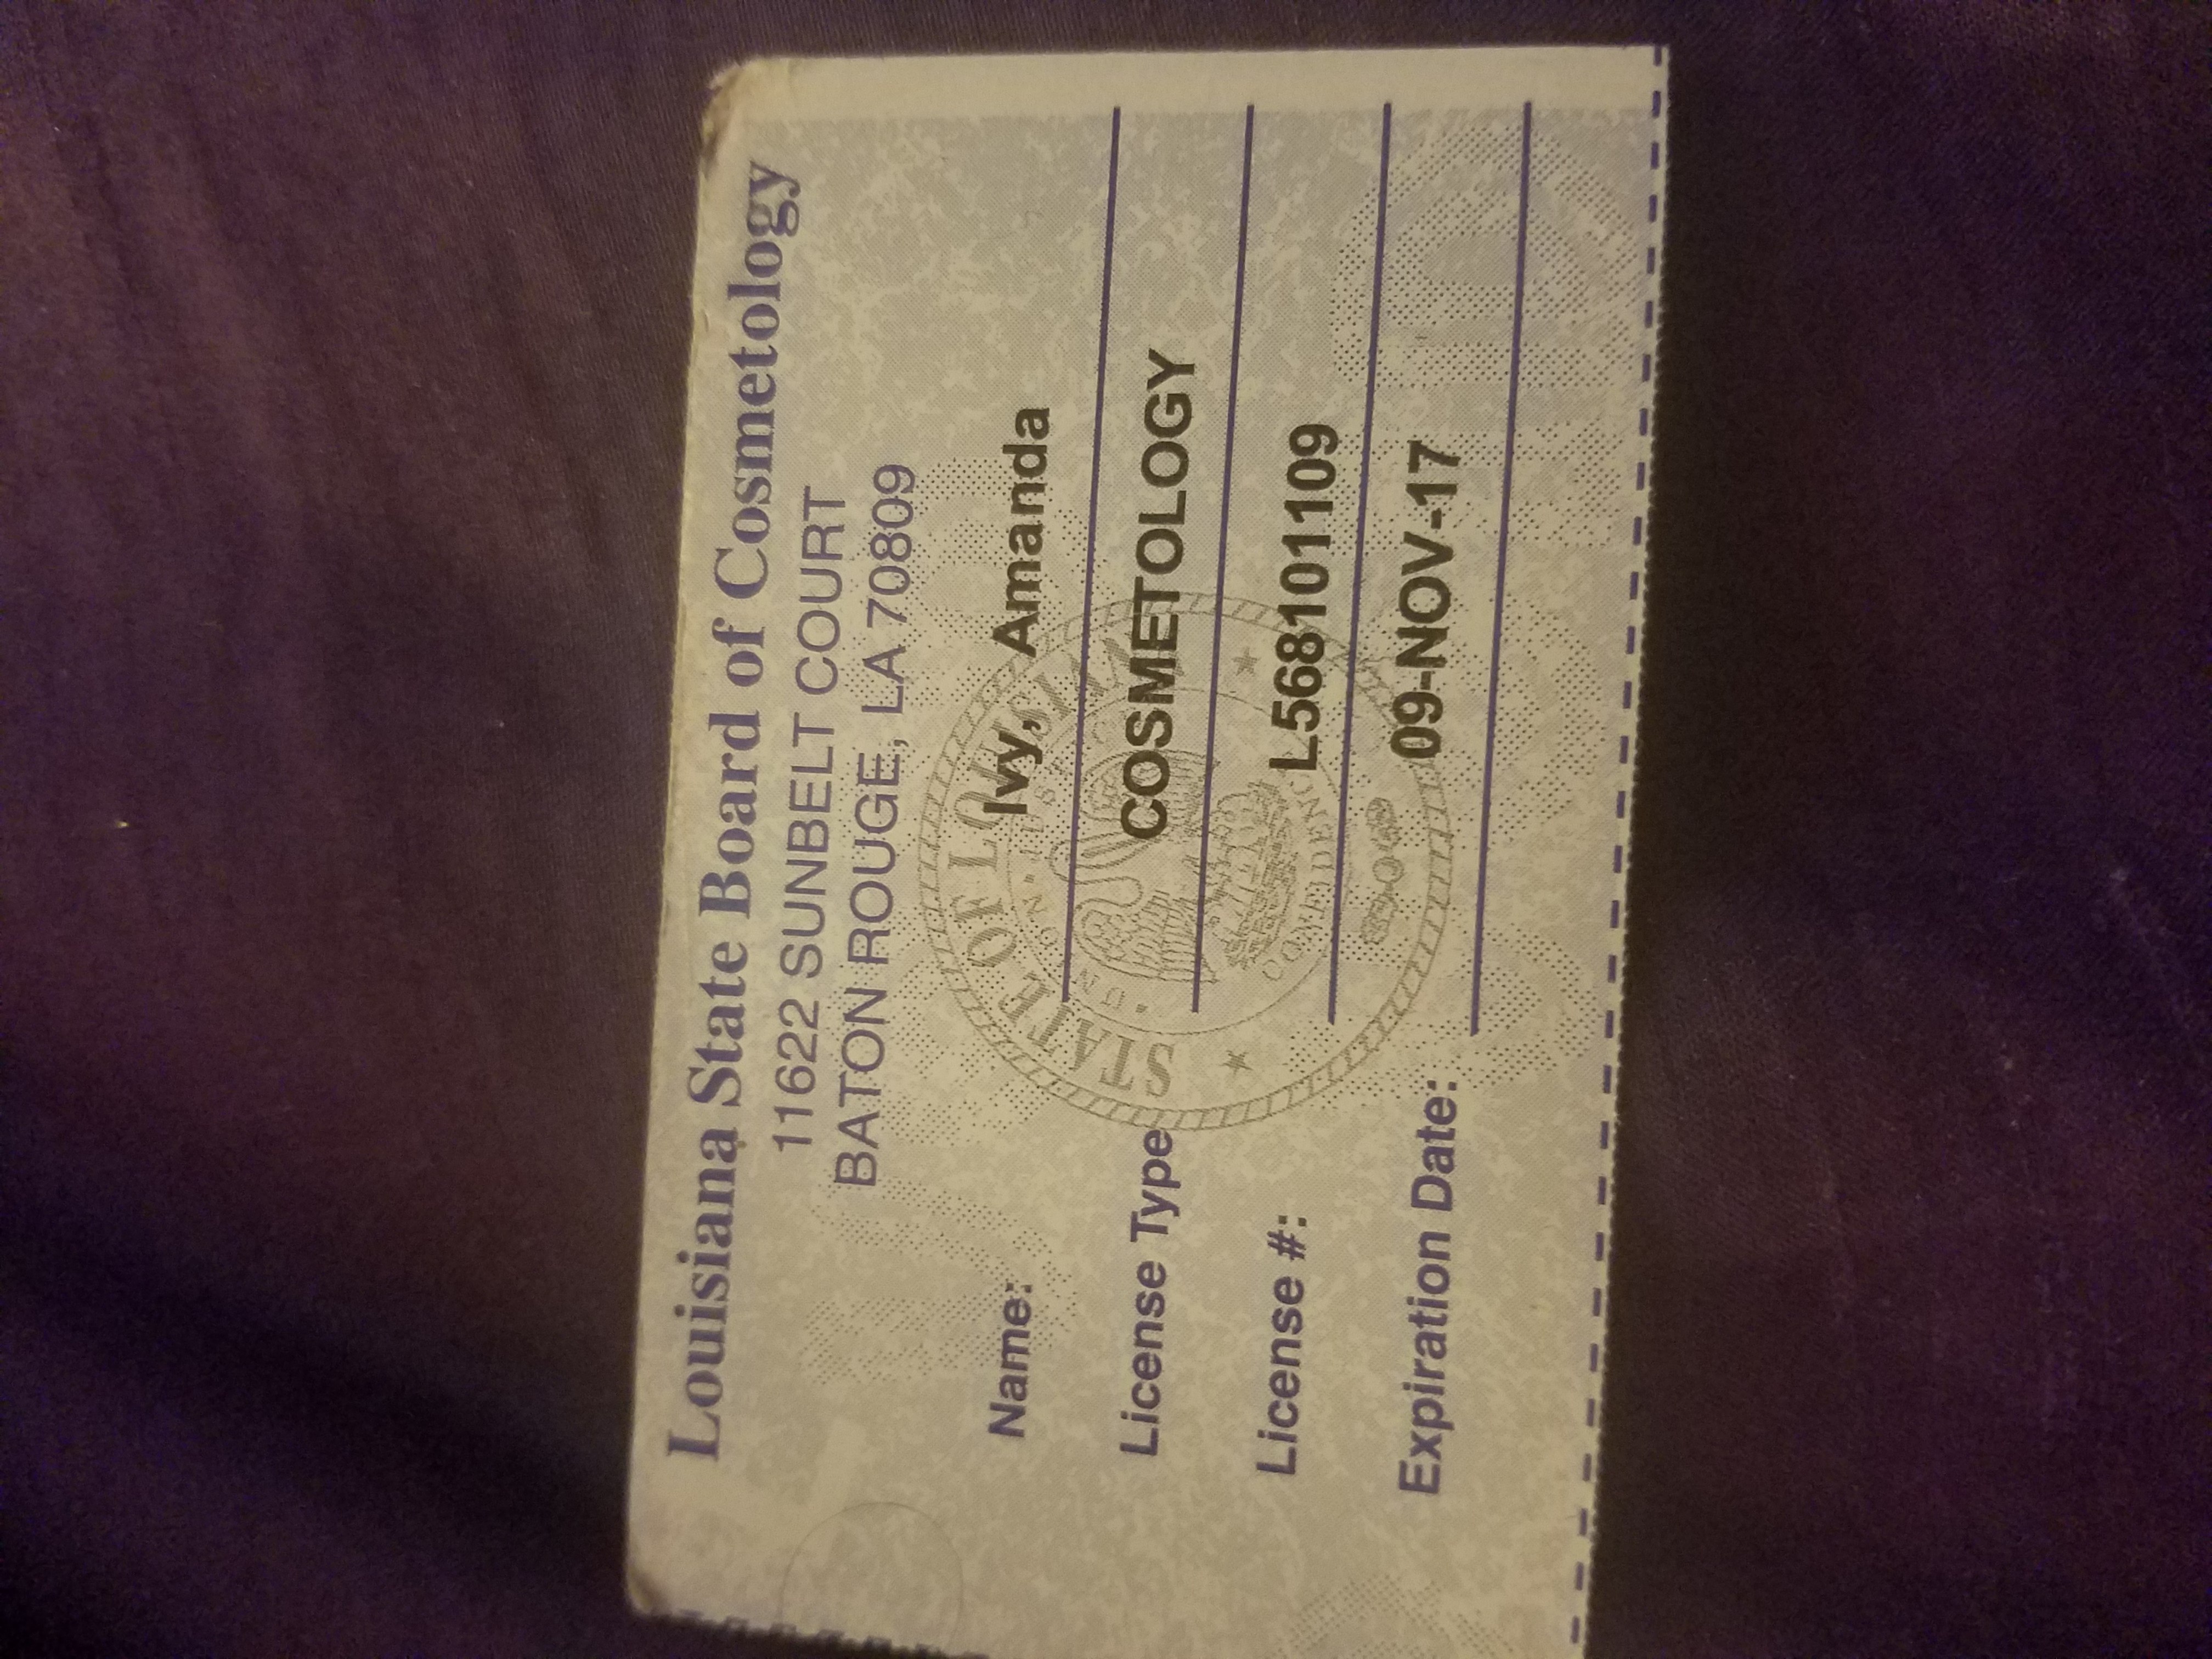 Louisiana State Board of Cosmetology
11622 SUNBELT COURT
BATON ROUGE, LA 70809
Name: Ivy, Amanda
License Type COSMETOLOGY
License #: L568101109
Expiration Date: 09-NOV-17
STATE OF LOUISIANA
UNION JUSTICE
CONFIDENCE